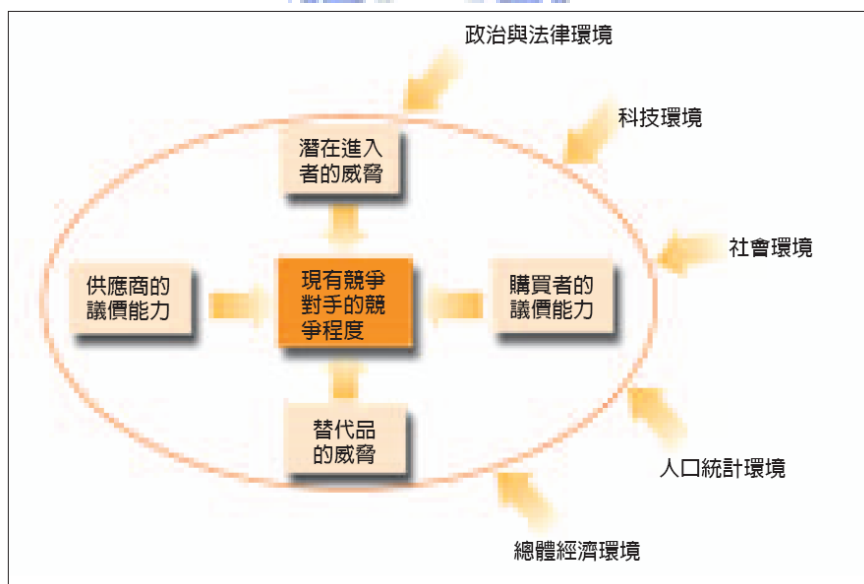 政治與法律環境
科技環境
潛在進入
者的威脅
社會環境
供應商的
議價能力
現有競爭
對手的競
爭程度
購買者的
議價能力
替代品
的威脅
人口統計環境
總體經濟環境